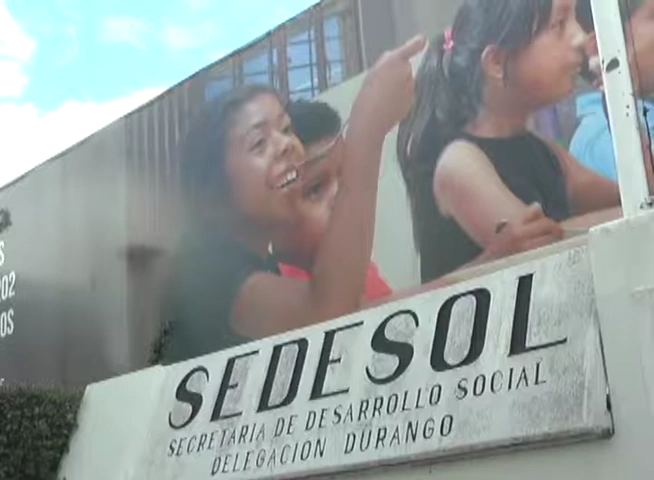 SEDESOL
SECRETARIA DE DESARROLLO SOCIAL
DELEGACION DURANGO